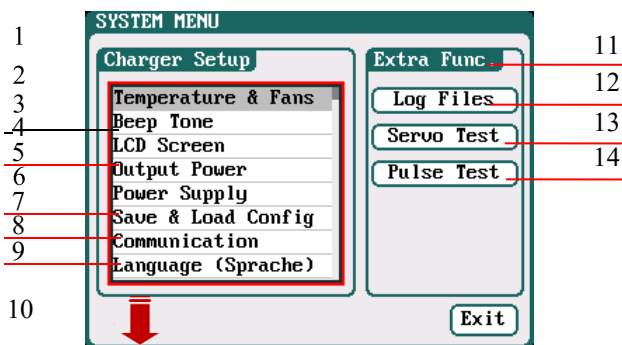 SYSTEM MENU
1
2
3
4
5
6
7
8
9
10
Charger Setup
Temperature & Fans
Beep Tone
LCD Screen
Output Power
Power Supply
Save & Load Config
Communication
Language (Sprache)
Extra Func.
Log Files
Servo Test
Pulse Test
Exit
11
12
13
14